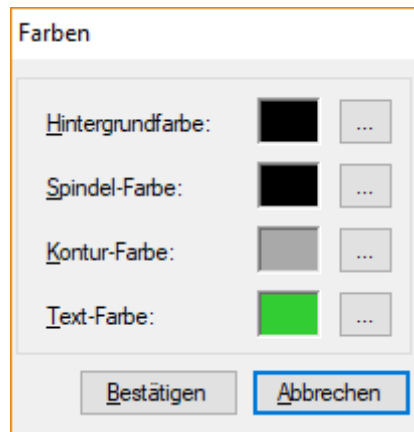 Farben
Hintergrundfarbe: ...
Spindel-Farbe: ...
Kontur-Farbe: ...
Text-Farbe: ...
Bestätigen Abbrechen